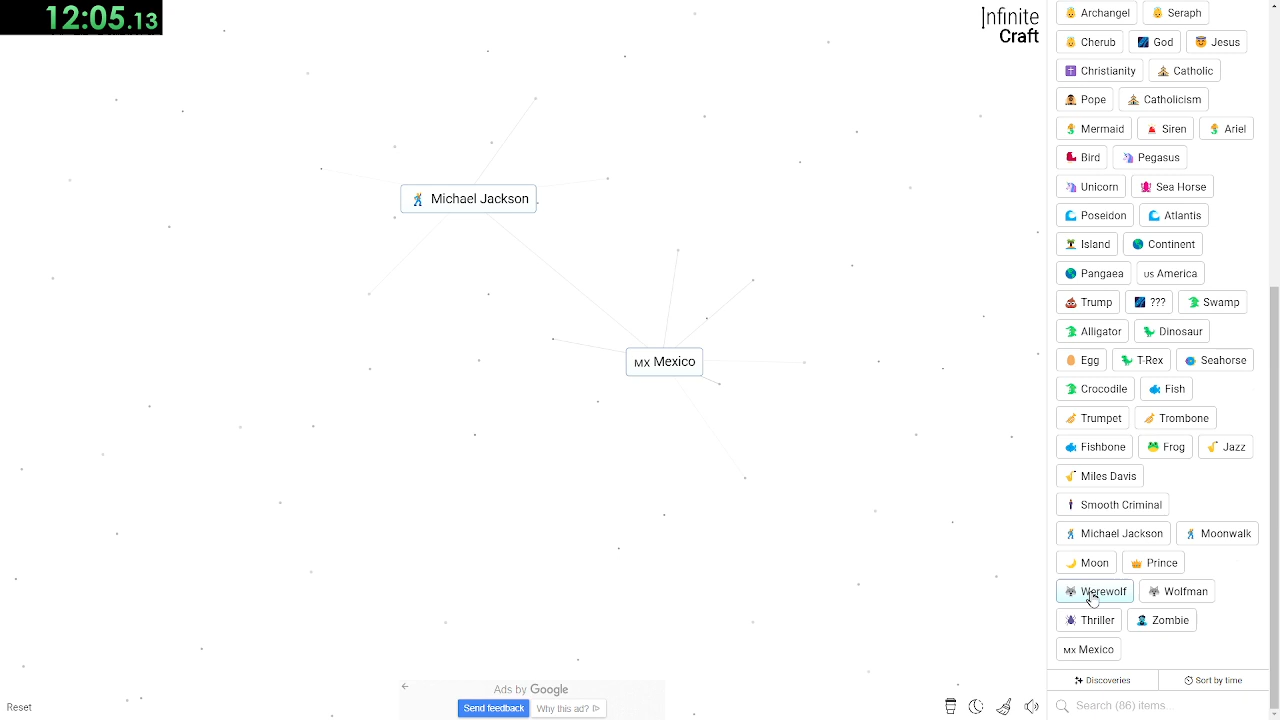 12:05.13
Infinite
Craft
Michael Jackson
MX Mexico
Archangel Seraph
Cherub God Jesus
Christianity Catholic
Pope Catholicism
Mermaid Siren Ariel
Bird Pegasus
Unicorn Seahorse
Poseidon Atlantis
Island Continent
Pangaea us America
Trump ??? Swamp
Alligator Dinosaur
Egg T-Rex Seahorse
Crocodile Fish
Trumpet Trombone
Fishbone Frog Jazz
Miles Davis
Smooth Criminal
Michael Jackson Moonwalk
Moon Prince
Werewolf Wolfman
Thriller Zorro
MX Mexico
Discoveries Sort by time
Search (86) items...
Reset
Ads by Google
Send feedback Why this ad?